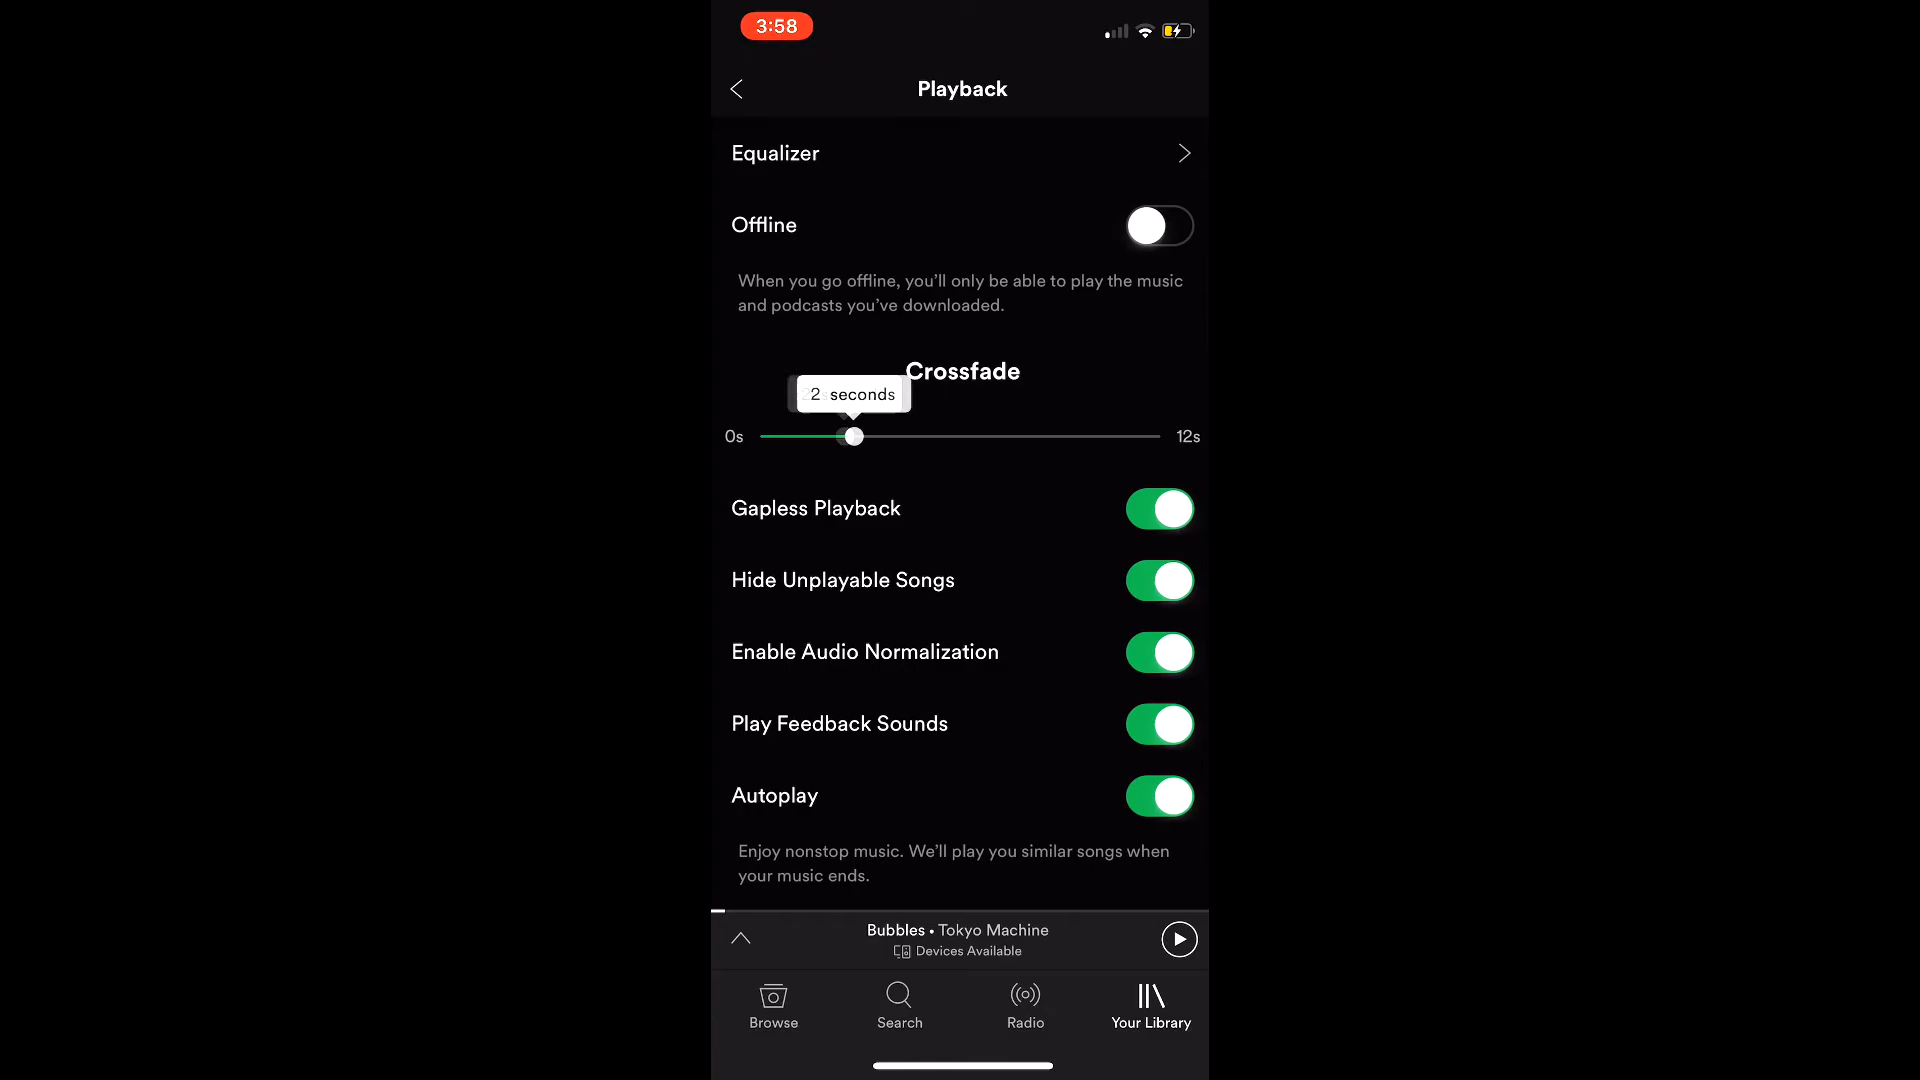 3:58
Playback
Equalizer
Offline
When you go offline, you'll only be able to play the music
and podcasts you've downloaded.
Crossfade
2 seconds
0s
12s
Gapless Playback
Hide Unplayable Songs
Enable Audio Normalization
Play Feedback Sounds
Autoplay
Enjoy nonstop music. We'll play you similar songs when
your music ends.
Bubbles • Tokyo Machine
Devices Available
Browse
Search
Radio
Your Library